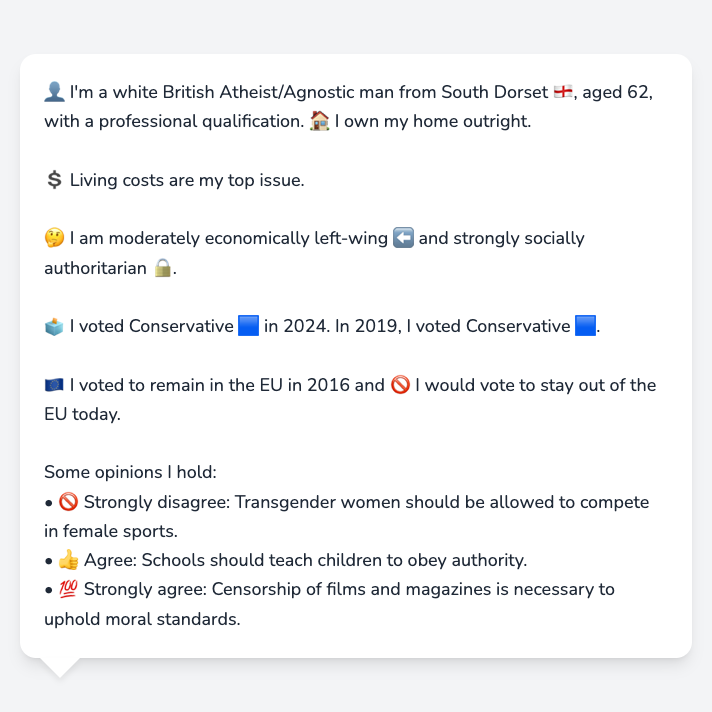 👤 I'm a white British Atheist/Agnostic man from South Dorset 🏴󠁧󠁢󠁥󠁮󠁧󠁿, aged 62,
with a professional qualification. 🏠 I own my home outright.
💲 Living costs are my top issue.
🤔 I am moderately economically left-wing ⬅️ and strongly socially
authoritarian 🔒.
🗳️ I voted Conservative 🟦 in 2024. In 2019, I voted Conservative 🟦.
🇪🇺 I voted to remain in the EU in 2016 and 🚫 I would vote to stay out of the
EU today.
Some opinions I hold:
• 🚫 Strongly disagree: Transgender women should be allowed to compete
in female sports.
• 👍 Agree: Schools should teach children to obey authority.
• 💯 Strongly agree: Censorship of films and magazines is necessary to
uphold moral standards.